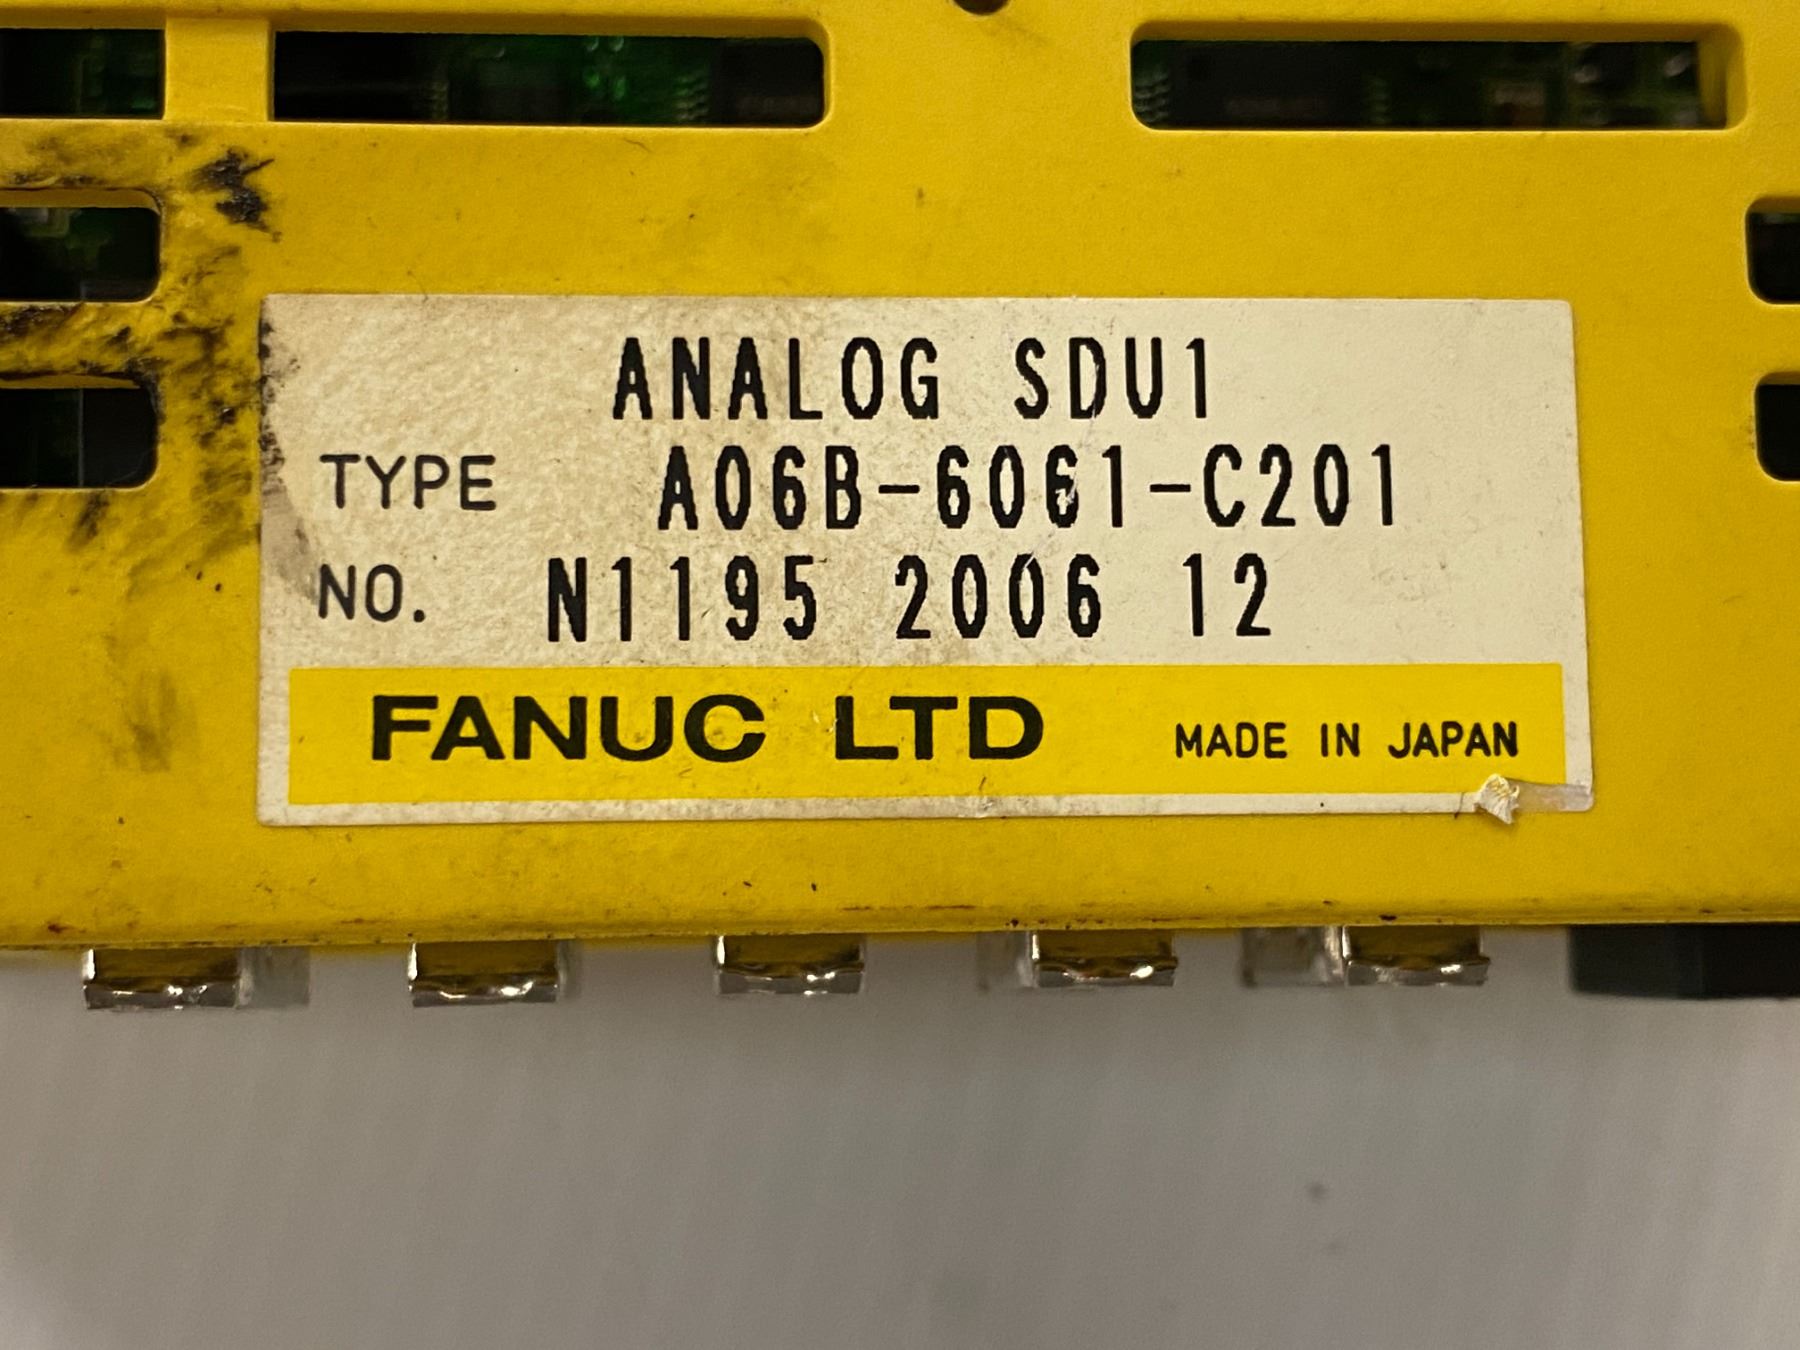 ANALOG SDU1
TYPE A06B-6061-C201
NO. N1195 2006 12
FANUC LTD MADE IN JAPAN